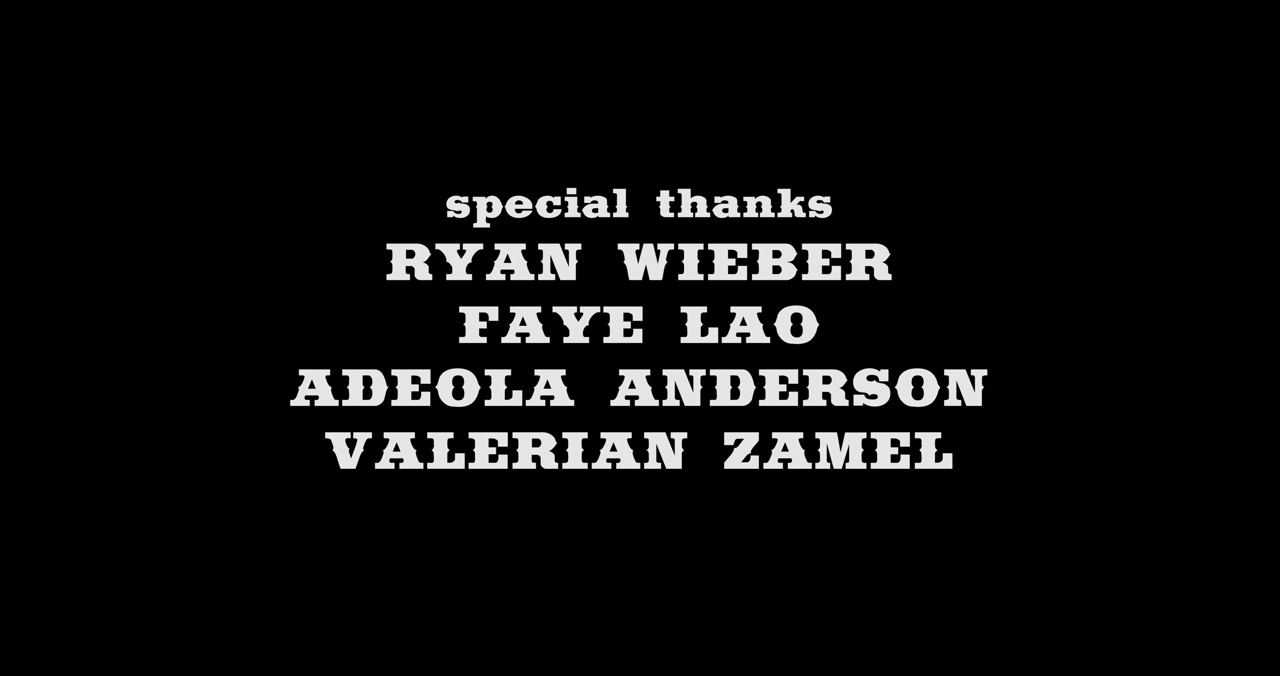 special thanks
RYAN WIEBER
FAYE LAO
ADEOLA ANDERSON
VALERIAN ZAMEL